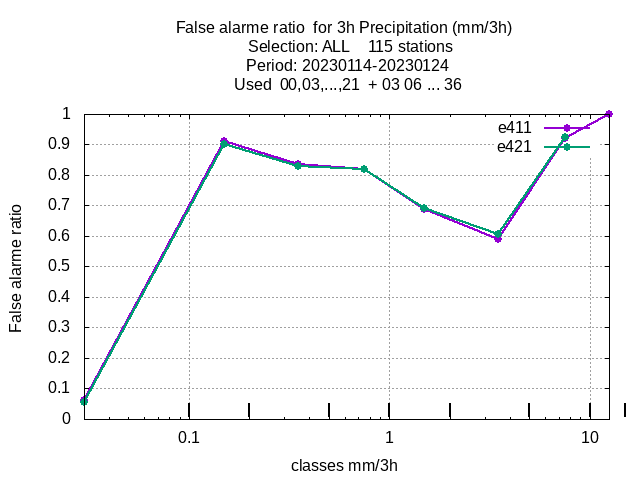 False alarme ratio  for 3h Precipitation (mm/3h)
Selection: ALL    115 stations
Period: 20230114-20230124
Used  00,03,...,21  + 03 06 ... 36
e411
e421
1
0.9
0.8
0.7
0.6
0.5
0.4
0.3
0.2
0.1
0
False alarme ratio
0.1 1 10
classes mm/3h